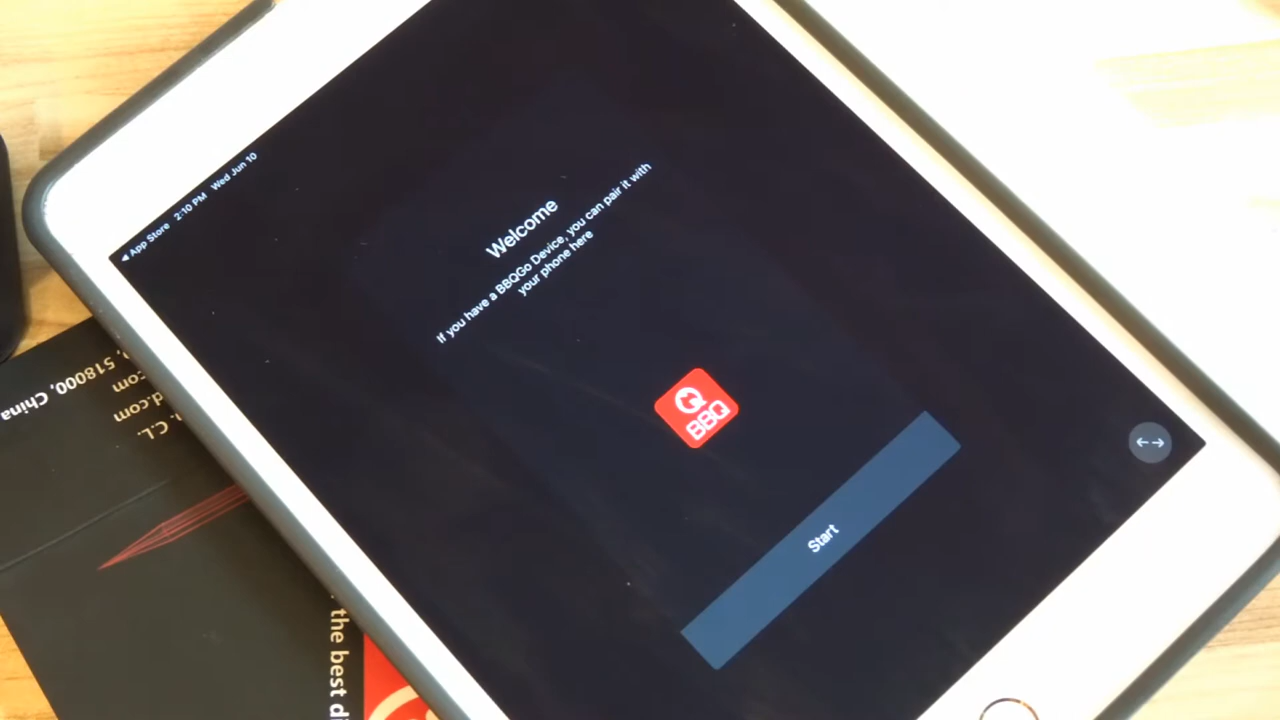 ◀ App Store 2:10 PM Wed Jun 10
Welcome
If you have a BBQGo Device, you can pair it with
your phone here
BBQ
Start
, 518000, China
com
d.com
. C.L.
the best di